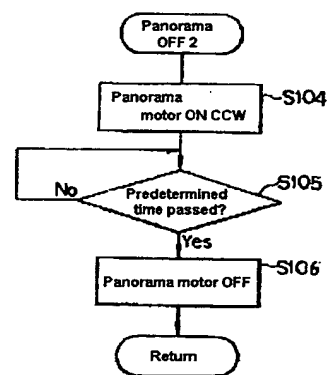 Panorama
OFF 2
Panorama
motor ON CCW
S104
Predetermined
time passed?
S105
No
Yes
S106
Panorama motor OFF
Return